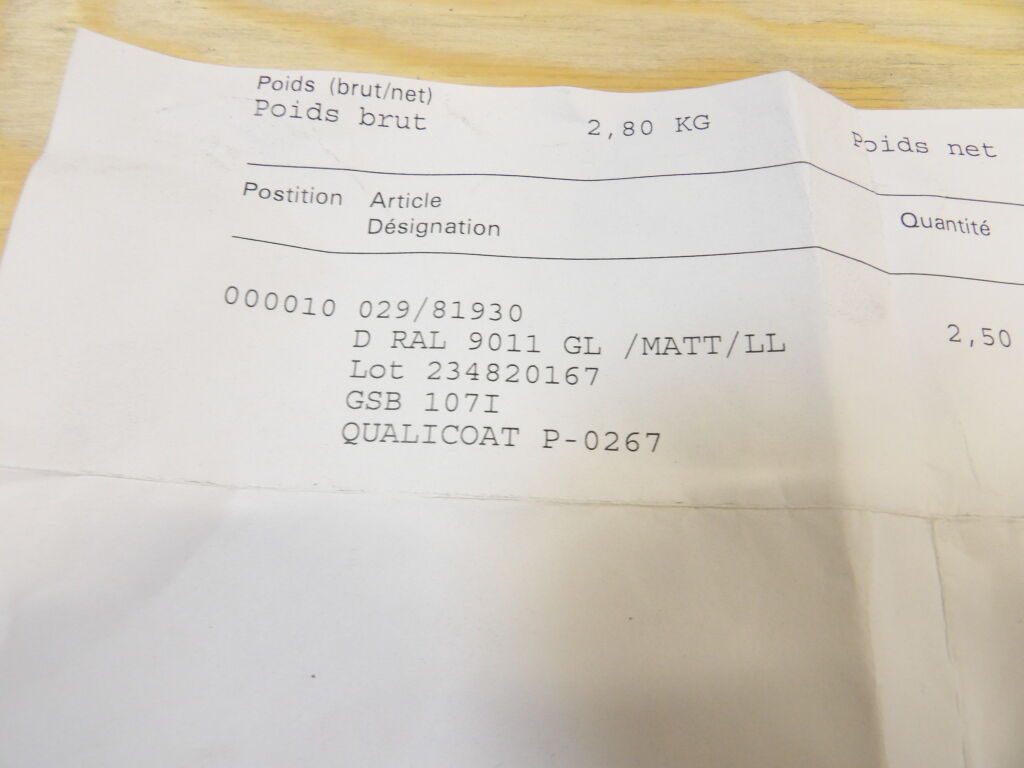 Poids (brut/net)
Poids brut 2,80 KG Poids net
Postition Article Quantité
Désignation
000010 029/81930 2,50
D RAL 9011 GL /MATT/LL
Lot 234820167
GSB 107I
QUALICOAT P-0267